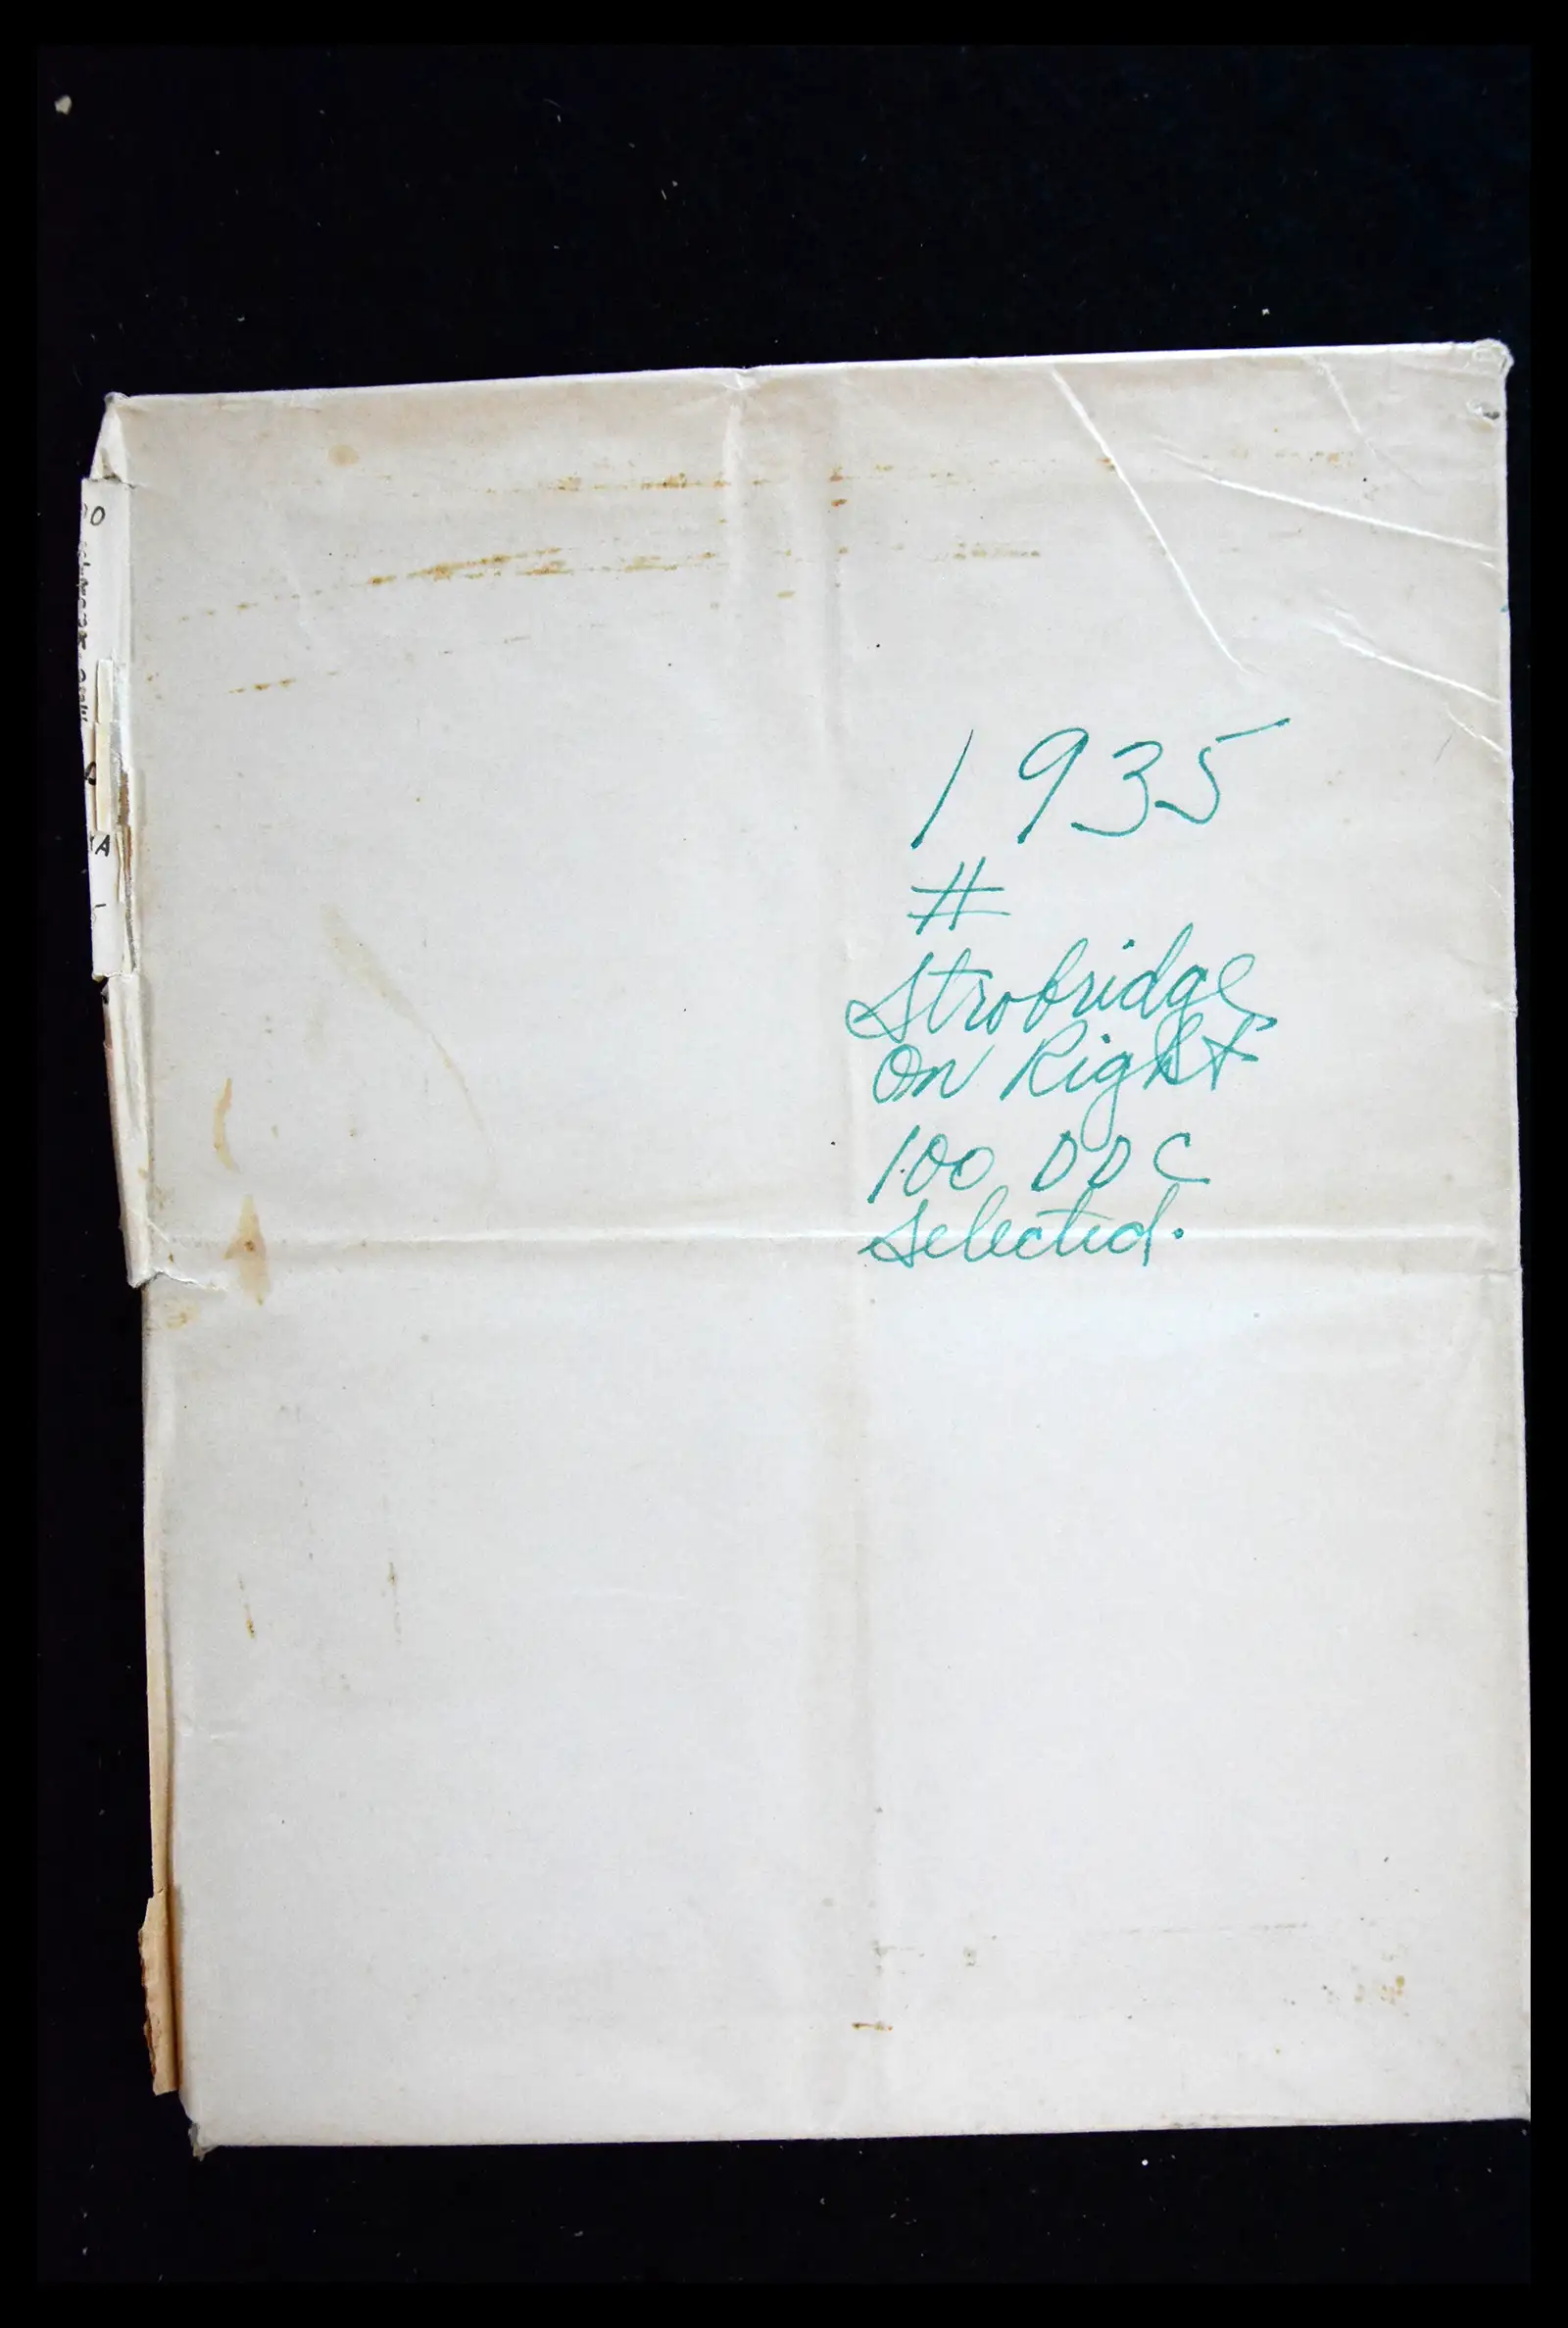 1935
#
Strobridge
on Right
100 DDC
selected.